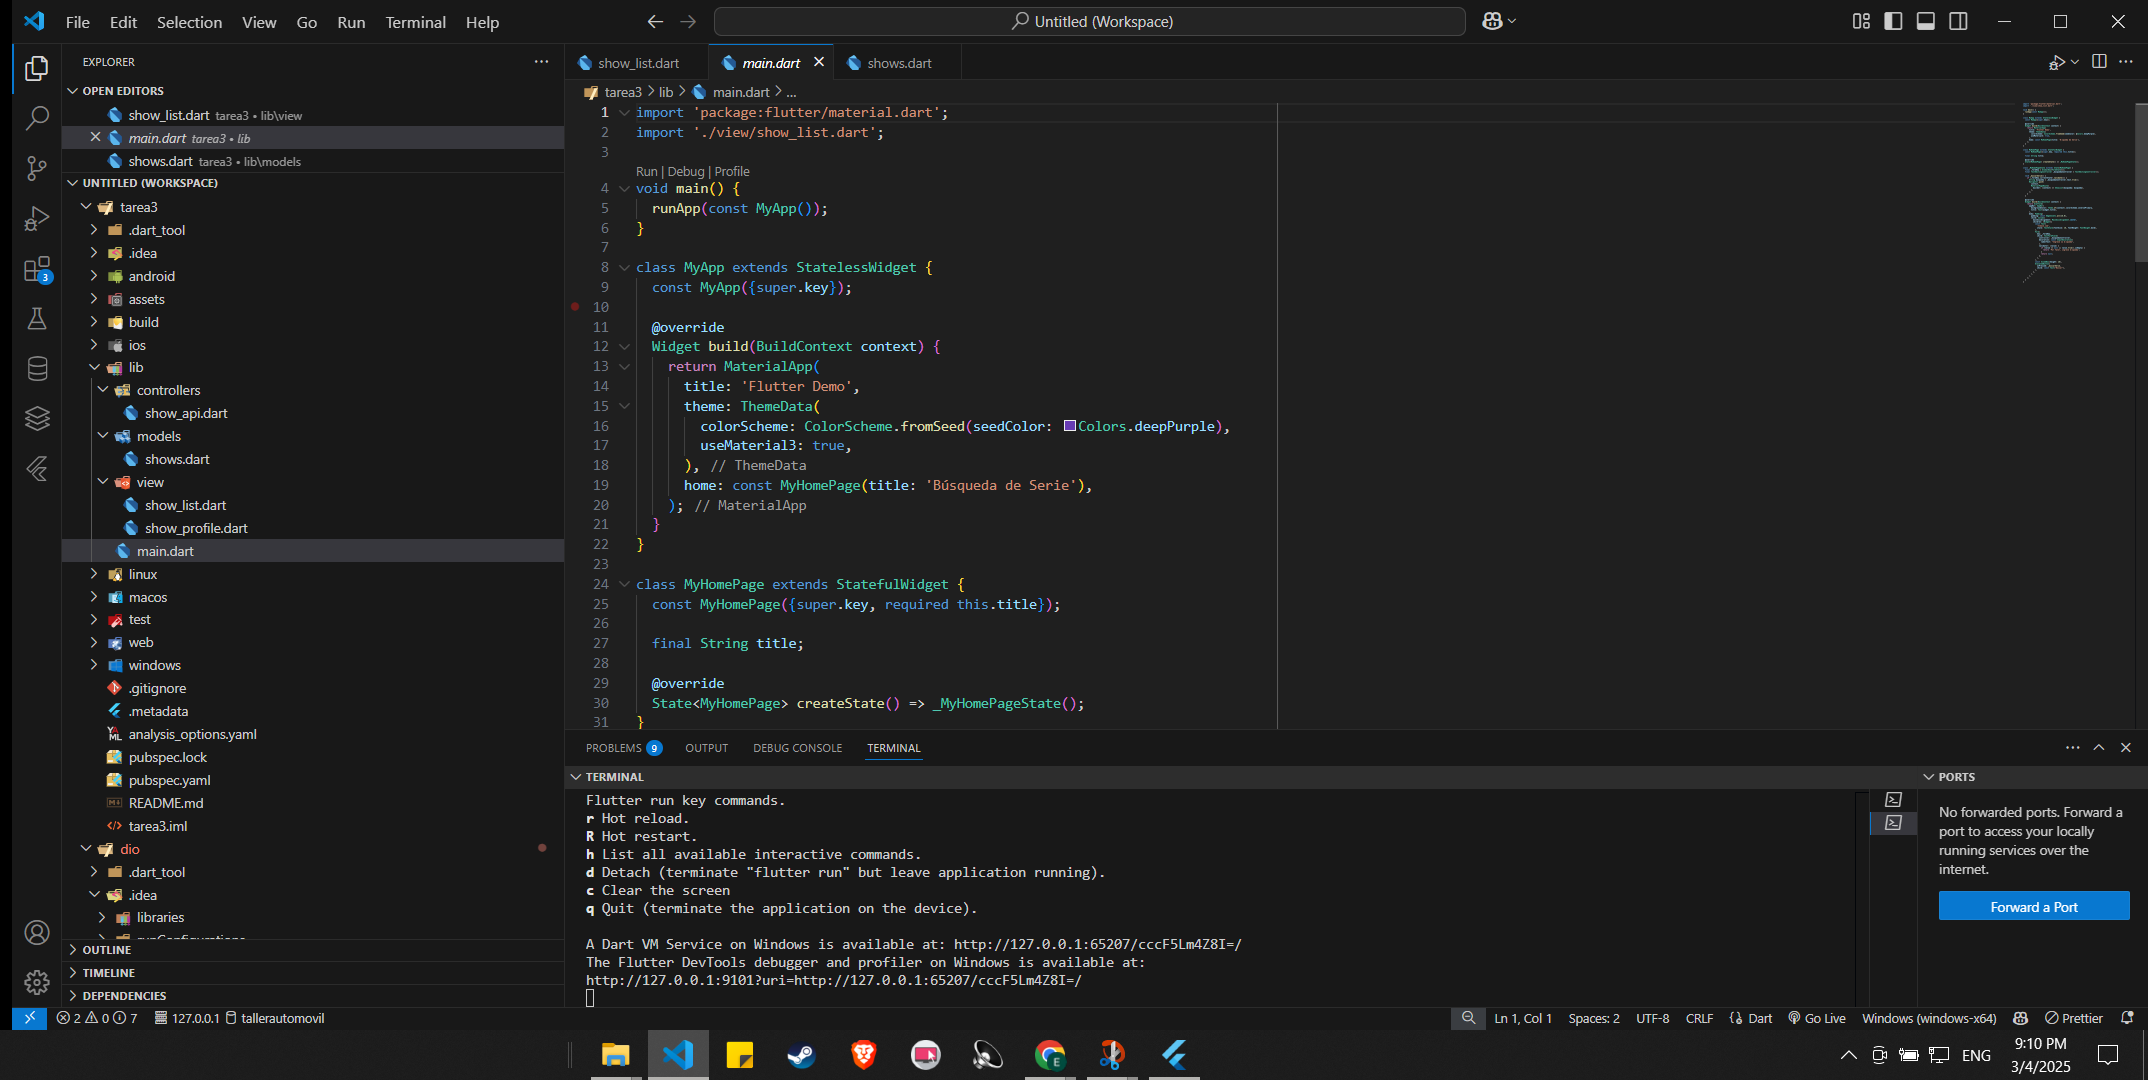 File Edit Selection View Go Run Terminal Help
Untitled (Workspace)
EXPLORER
OPEN EDITORS
show_list.dart tarea3 • lib\view
main.dart tarea3 • lib
shows.dart tarea3 • lib\models
UNTITLED (WORKSPACE)
tarea3
.dart_tool
.idea
android
assets
build
ios
lib
controllers
show_api.dart
models
shows.dart
view
show_list.dart
show_profile.dart
main.dart
linux
macos
test
web
windows
.gitignore
.metadata
analysis_options.yaml
pubspec.lock
pubspec.yaml
README.md
tarea3.iml
dio
.dart_tool
.idea
libraries
OUTLINE
TIMELINE
DEPENDENCIES
show_list.dart main.dart shows.dart
tarea3 > lib > main.dart > ...
1 import 'package:flutter/material.dart';
2 import './view/show_list.dart';
3
Run | Debug | Profile
4 void main() {
5 runApp(const MyApp());
6 }
7
8 class MyApp extends StatelessWidget {
9 const MyApp({super.key});
10
11 @override
12 Widget build(BuildContext context) {
13 return MaterialApp(
14 title: 'Flutter Demo',
15 theme: ThemeData(
16 colorScheme: ColorScheme.fromSeed(seedColor: Colors.deepPurple),
17 useMaterial3: true,
18 ), // ThemeData
19 home: const MyHomePage(title: 'Búsqueda de Serie'),
20 ); // MaterialApp
21 }
22 }
23
24 class MyHomePage extends StatefulWidget {
25 const MyHomePage({super.key, required this.title});
26
27 final String title;
28
29 @override
30 State<MyHomePage> createState() => _MyHomePageState();
31 }
PROBLEMS 9 OUTPUT DEBUG CONSOLE TERMINAL
TERMINAL
Flutter run key commands.
r Hot reload.
R Hot restart.
h List all available interactive commands.
d Detach (terminate "flutter run" but leave application running).
c Clear the screen
q Quit (terminate the application on the device).
A Dart VM Service on Windows is available at: http://127.0.0.1:65207/cccF5Lm4Z8I=/
The Flutter DevTools debugger and profiler on Windows is available at:
http://127.0.0.1:9101?uri=http://127.0.0.1:65207/cccF5Lm4Z8I=/
PORTS
No forwarded ports. Forward a
port to access your locally
running services over the
internet.
Forward a Port
2 0 7 127.0.0.1 tallerautomovil
Ln 1, Col 1 Spaces: 2 UTF-8 CRLF Dart Go Live Windows (windows-x64) Prettier
3
E
ENG
9:10 PM
3/4/2025